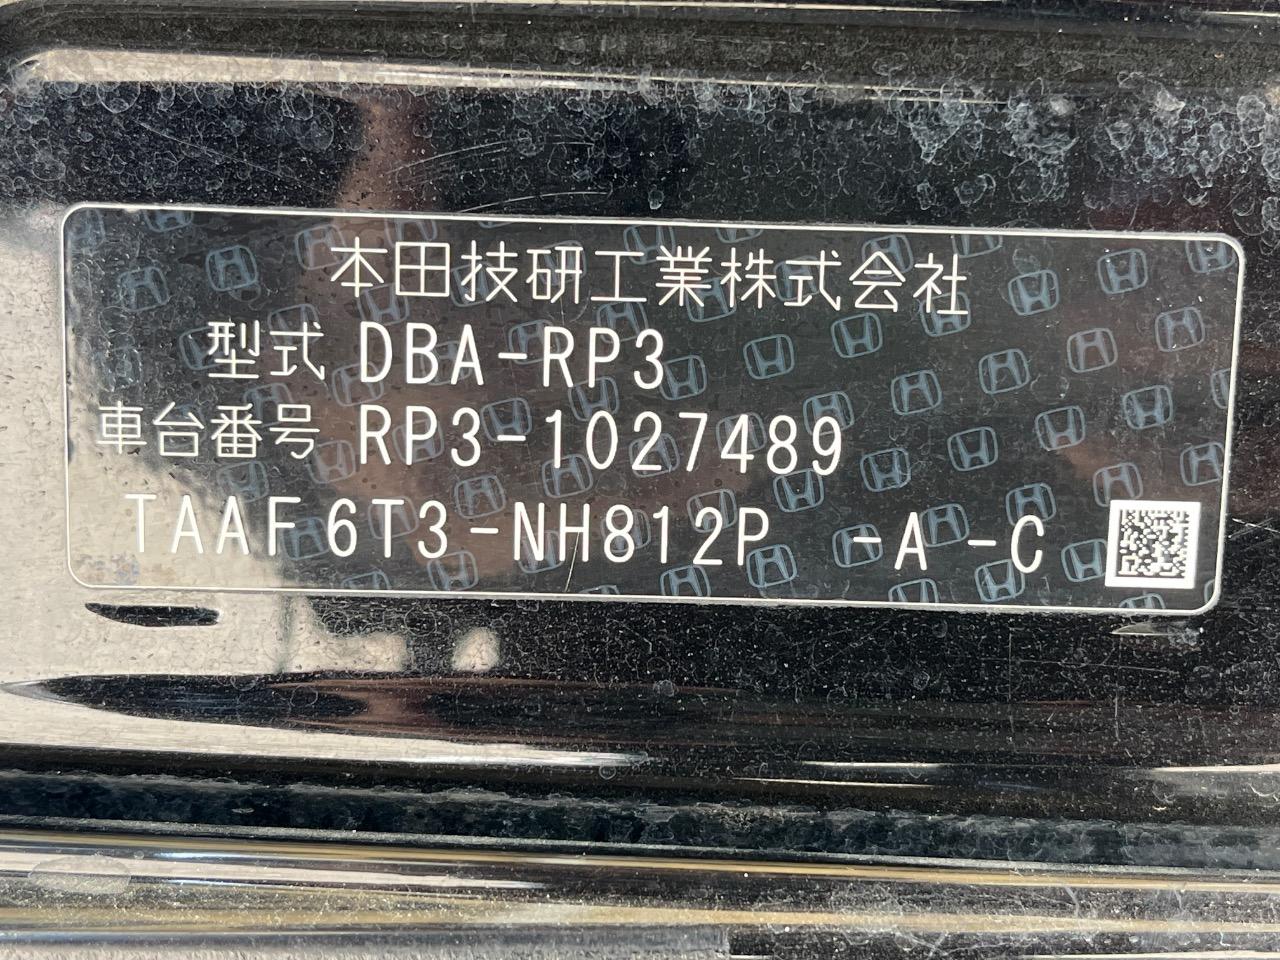 本田技研工業株式会社
型式 DBA-RP3
車台番号 RP3-1027489
TAAF6T3-NH812P -A -C